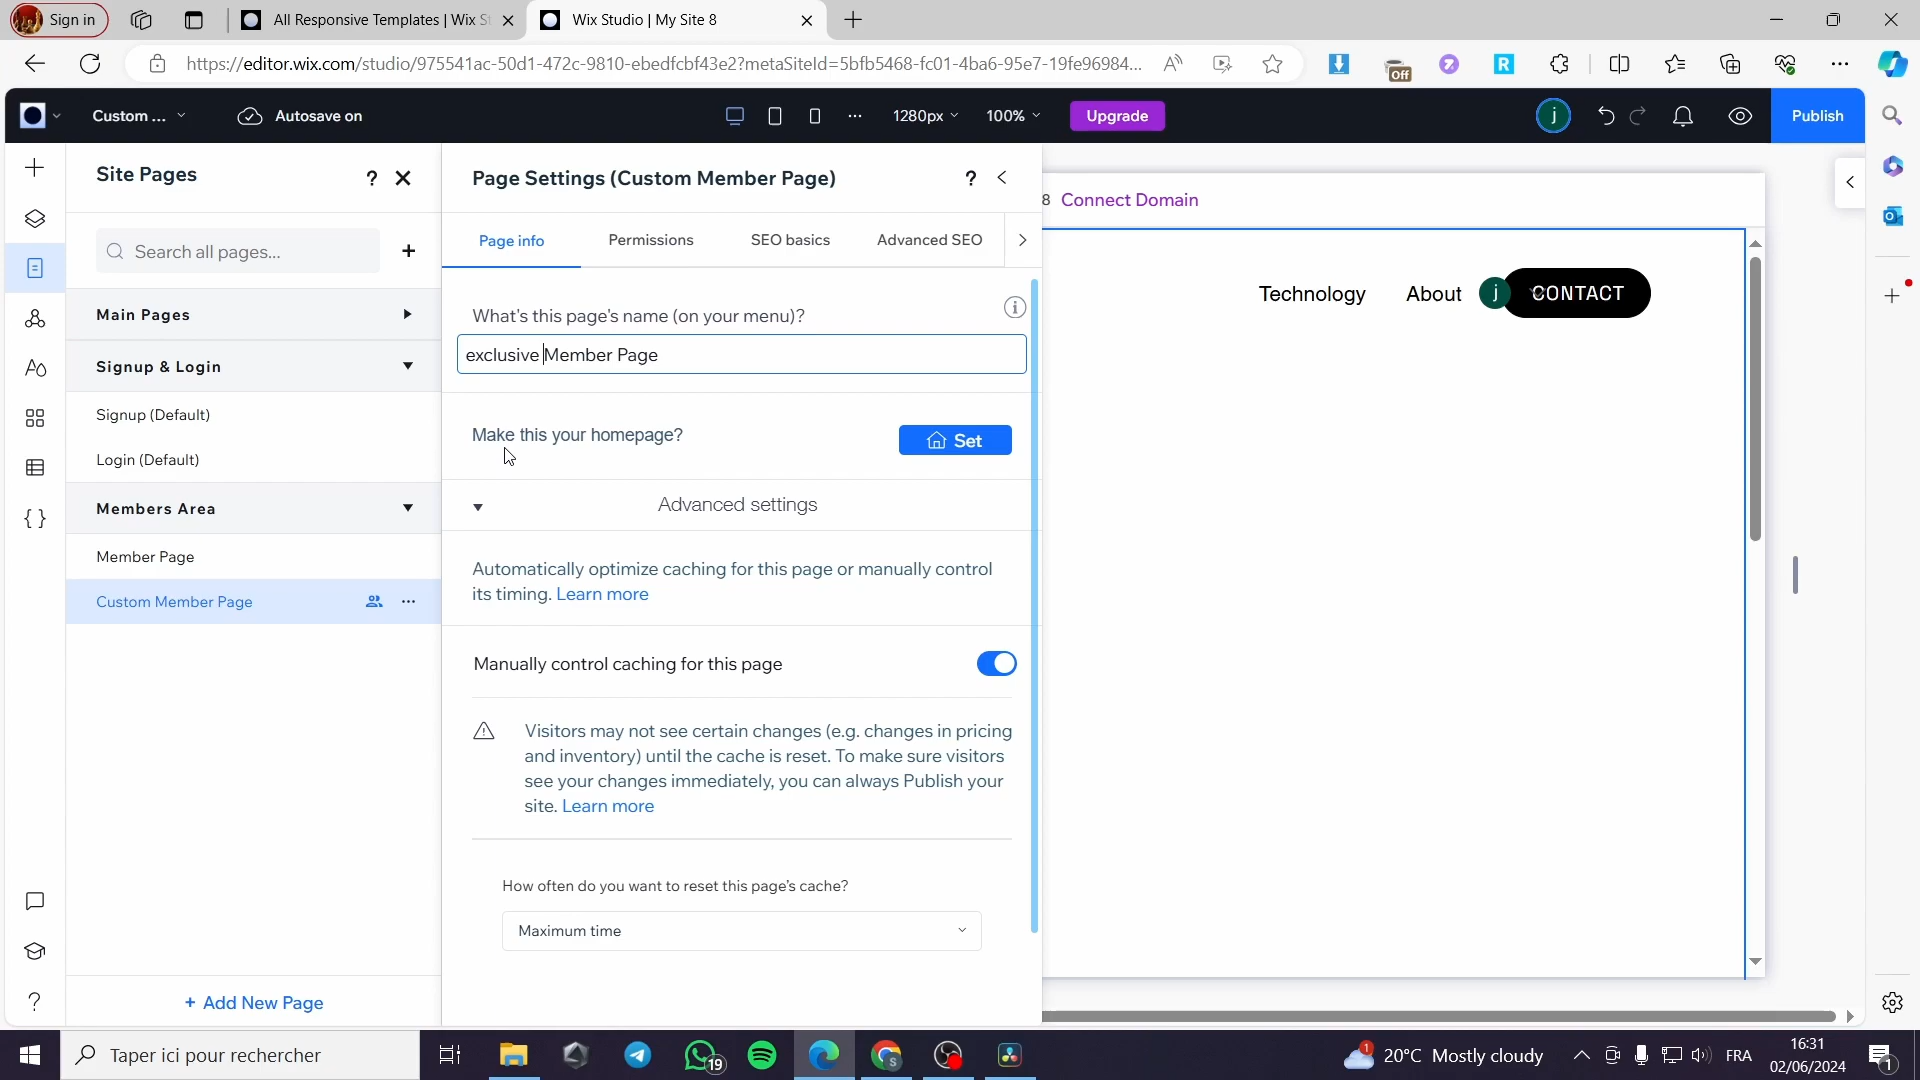 Sign in
All Responsive Templates | Wix S
Wix Studio | My Site 8
https://editor.wix.com/studio/975541ac-50d1-472c-9810-ebedfcbf43e2?metaSiteId=5bfb5468-fc01-4ba6-95e7-19fe96984...
Off
Custom ...
Autosave on
1280px
100%
Upgrade
j
Publish
Site Pages
?
Page Settings (Custom Member Page)
?
8 Connect Domain
Search all pages...
Page info
Permissions
SEO basics
Advanced SEO
Main Pages
What's this page's name (on your menu)?
Technology
About
j
CONTACT
exclusive Member Page
Signup & Login
Signup (Default)
Make this your homepage?
Set
Login (Default)
Members Area
Advanced settings
Member Page
Automatically optimize caching for this page or manually control
its timing. Learn more
Custom Member Page
Manually control caching for this page
Visitors may not see certain changes (e.g. changes in pricing
and inventory) until the cache is reset. To make sure visitors
see your changes immediately, you can always Publish your
site. Learn more
How often do you want to reset this page's cache?
Maximum time
+ Add New Page
Taper ici pour rechercher
19
1
20°C Mostly cloudy
FRA
16:31
02/06/2024
1